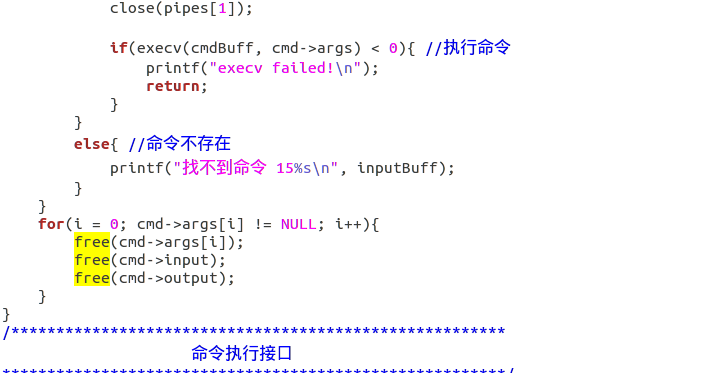 close(pipes[1]);
if(execv(cmdBuff, cmd->args) < 0){ //执行命令
printf("execv failed!\n");
return;
}
}
else{ //命令不存在
printf("找不到命令 15%s\n", inputBuff);
}
}
for(i = 0; cmd->args[i] != NULL; i++){
free(cmd->args[i]);
free(cmd->input);
free(cmd->output);
}
}
/*******************************************************
命令执行接口
********************************************************/